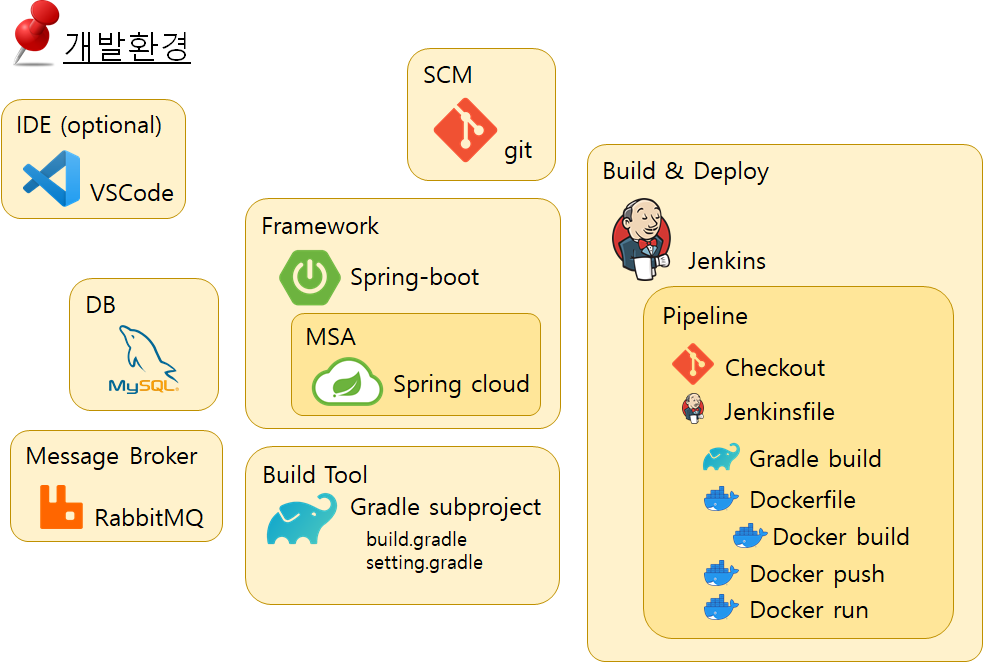 개발환경
IDE (optional)
VSCode
DB
MySQL
Message Broker
RabbitMQ
SCM
git
Framework
Spring-boot
MSA
Spring cloud
Build Tool
Gradle subproject
build.gradle
setting.gradle
Build & Deploy
Jenkins
Pipeline
Checkout
Jenkinsfile
Gradle build
Dockerfile
Docker build
Docker push
Docker run